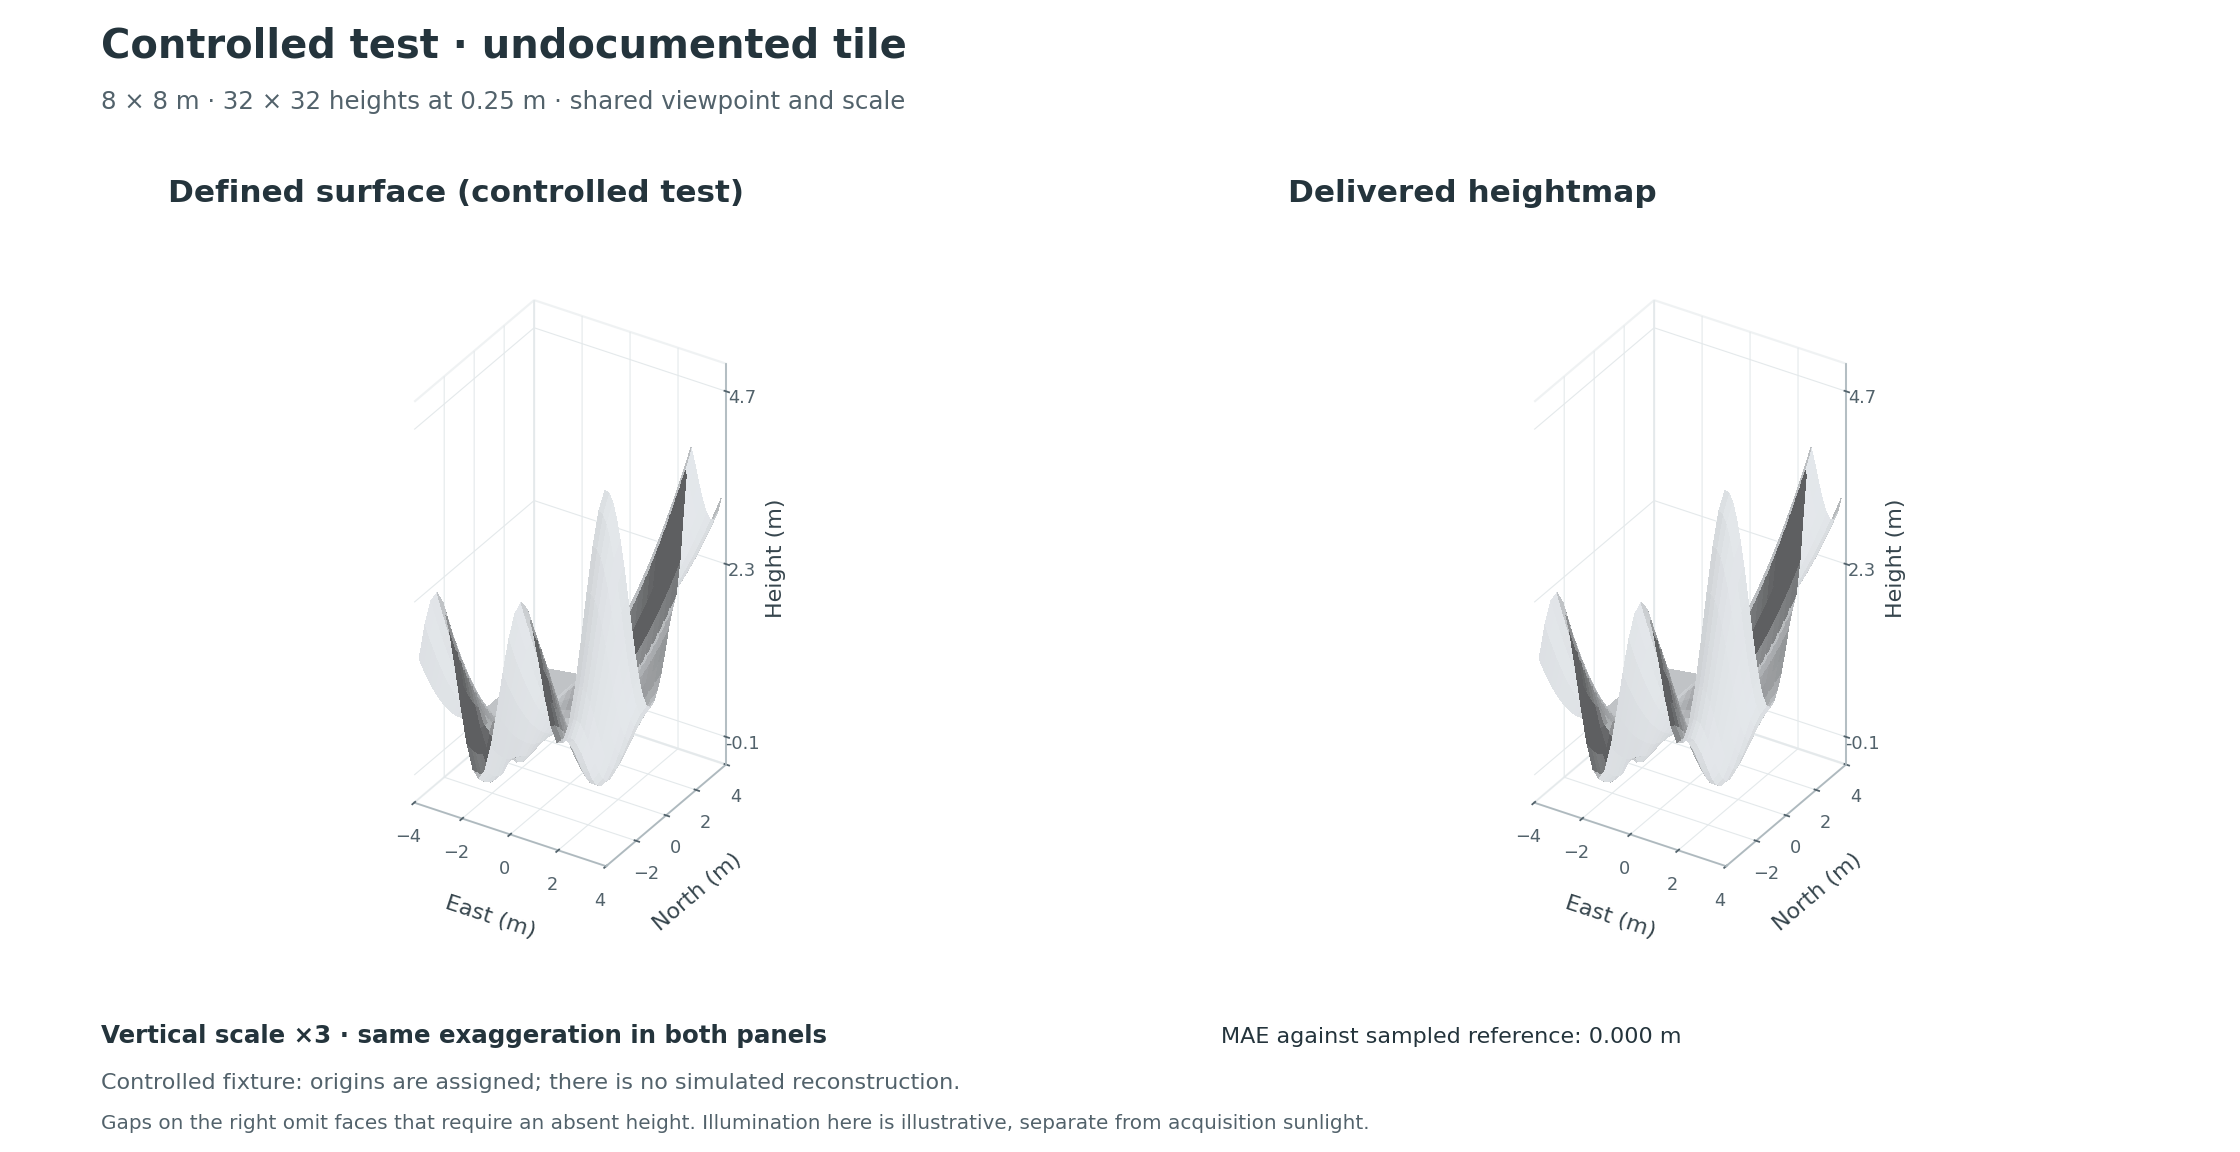 Controlled test · undocumented tile
8 × 8 m · 32 × 32 heights at 0.25 m · shared viewpoint and scale
Defined surface (controlled test)
Delivered heightmap
4.7
2.3
-0.1
Height (m)
−4
−2
0
2
4
East (m)
−2
0
2
4
North (m)
4.7
2.3
-0.1
Height (m)
−4
−2
0
2
4
East (m)
−2
0
2
4
North (m)
Vertical scale ×3 · same exaggeration in both panels
MAE against sampled reference: 0.000 m
Controlled fixture: origins are assigned; there is no simulated reconstruction.
Gaps on the right omit faces that require an absent height. Illumination here is illustrative, separate from acquisition sunlight.